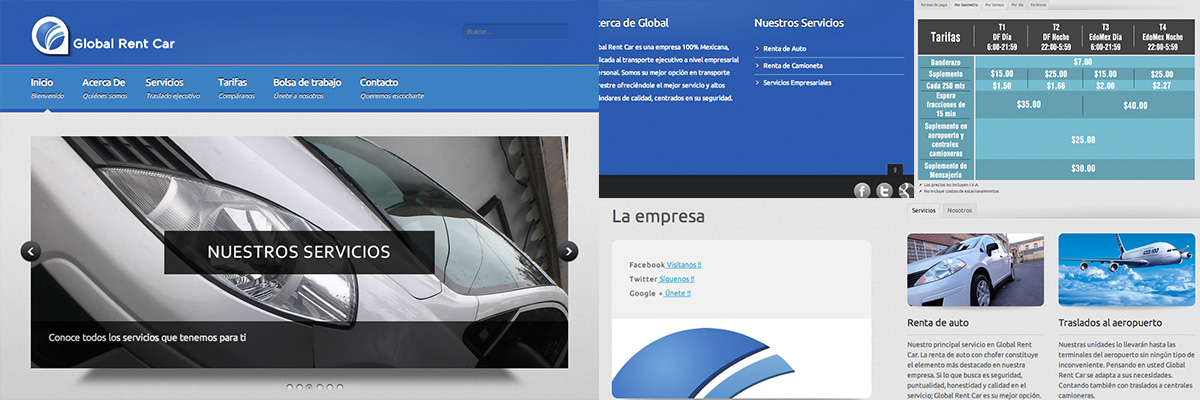 Global Rent Car
Buscar...
Inicio
Bienvenido
Acerca De
Quiénes somos
Servicios
Traslado ejecutivo
Tarifas
Compáranos
Bolsa de trabajo
Únete a nosotros
Contacto
Queremos escucharte
NUESTROS SERVICIOS
Conoce todos los servicios que tenemos para ti
cerca de Global
bal Rent Car es una empresa 100% Mexicana,
licada al transporte ejecutivo a nivel empresarial
ersonal. Somos su mejor opción en transporte
restre ofreciéndole el mejor servicio y altos
ándares de calidad, centrados en su seguridad.
Nuestros Servicios
Renta de Auto
Renta de Camioneta
Servicios Empresariales
Formas de pago
Por taxímetro
Por tiempo
Por día
Foráneos
Tarifas
T1
DF Día
6:00-21:59
T2
DF Noche
22:00-5:59
T3
EdoMex Día
6:00-21:59
T4
EdoMex Noche
22:00-5:59
Banderazo
$7.00
Suplemento
$15.00
$25.00
$15.00
$25.00
Cada 250 mts
$1.50
$1.66
$2.00
$2.27
Espera
fracciones de
15 min
$35.00
$40.00
Suplemento en
aeropuerto y
centrales
camioneras
$25.00
Suplemento de
Mensajería
$30.00
Los precios no incluyen I.V.A.
No incluye costos de estacionamientos
La empresa
Facebook Visítanos !!
Twitter Síguenos !!
Google + Únete !!
Servicios
Nosotros
Renta de auto
Nuestro principal servicio en Global Rent
Car. La renta de auto con chofer constituye
el elemento más destacado en nuestra
empresa. Si lo que busca es seguridad,
puntualidad, honestidad y calidad en el
servicio; Global Rent Car es su mejor opción.
Traslados al aeropuerto
Nuestras unidades lo llevarán hasta las
terminales del aeropuerto sin ningún tipo de
inconveniente. Pensando en usted Global
Rent Car se adapta a sus necesidades.
Contando también con traslados a centrales
camioneras.